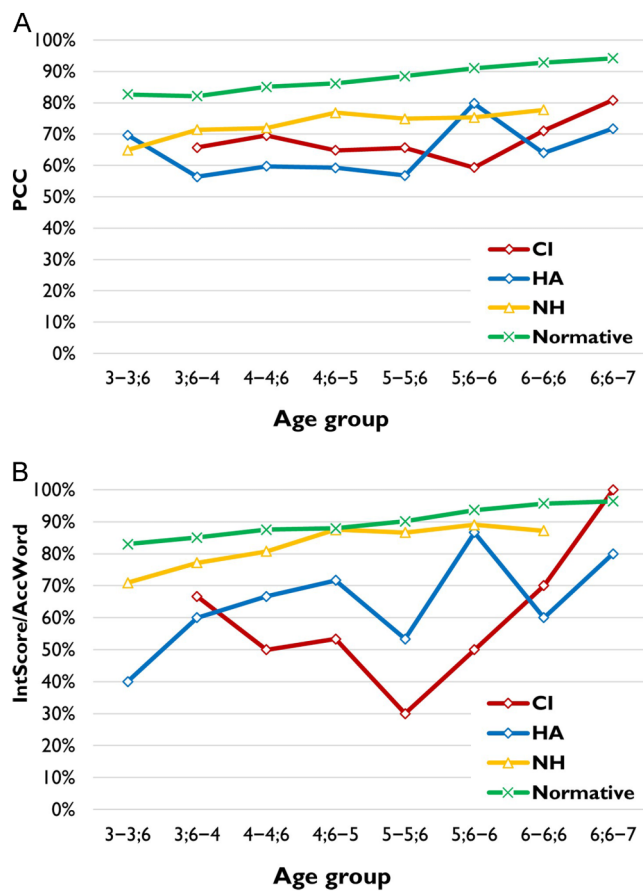 A
100%
90%
80%
70%
60%
50%
40%
30%
20%
10%
0%
PCC
CI
HA
NH
Normative
3–3;6 3;6–4 4–4;6 4;6–5 5–5;6 5;6–6 6–6;6 6;6–7
Age group
B
100%
90%
80%
70%
60%
50%
40%
30%
20%
10%
0%
IntScore/AccWord
CI
HA
NH
Normative
3–3;6 3;6–4 4–4;6 4;6–5 5–5;6 5;6–6 6–6;6 6;6–7
Age group